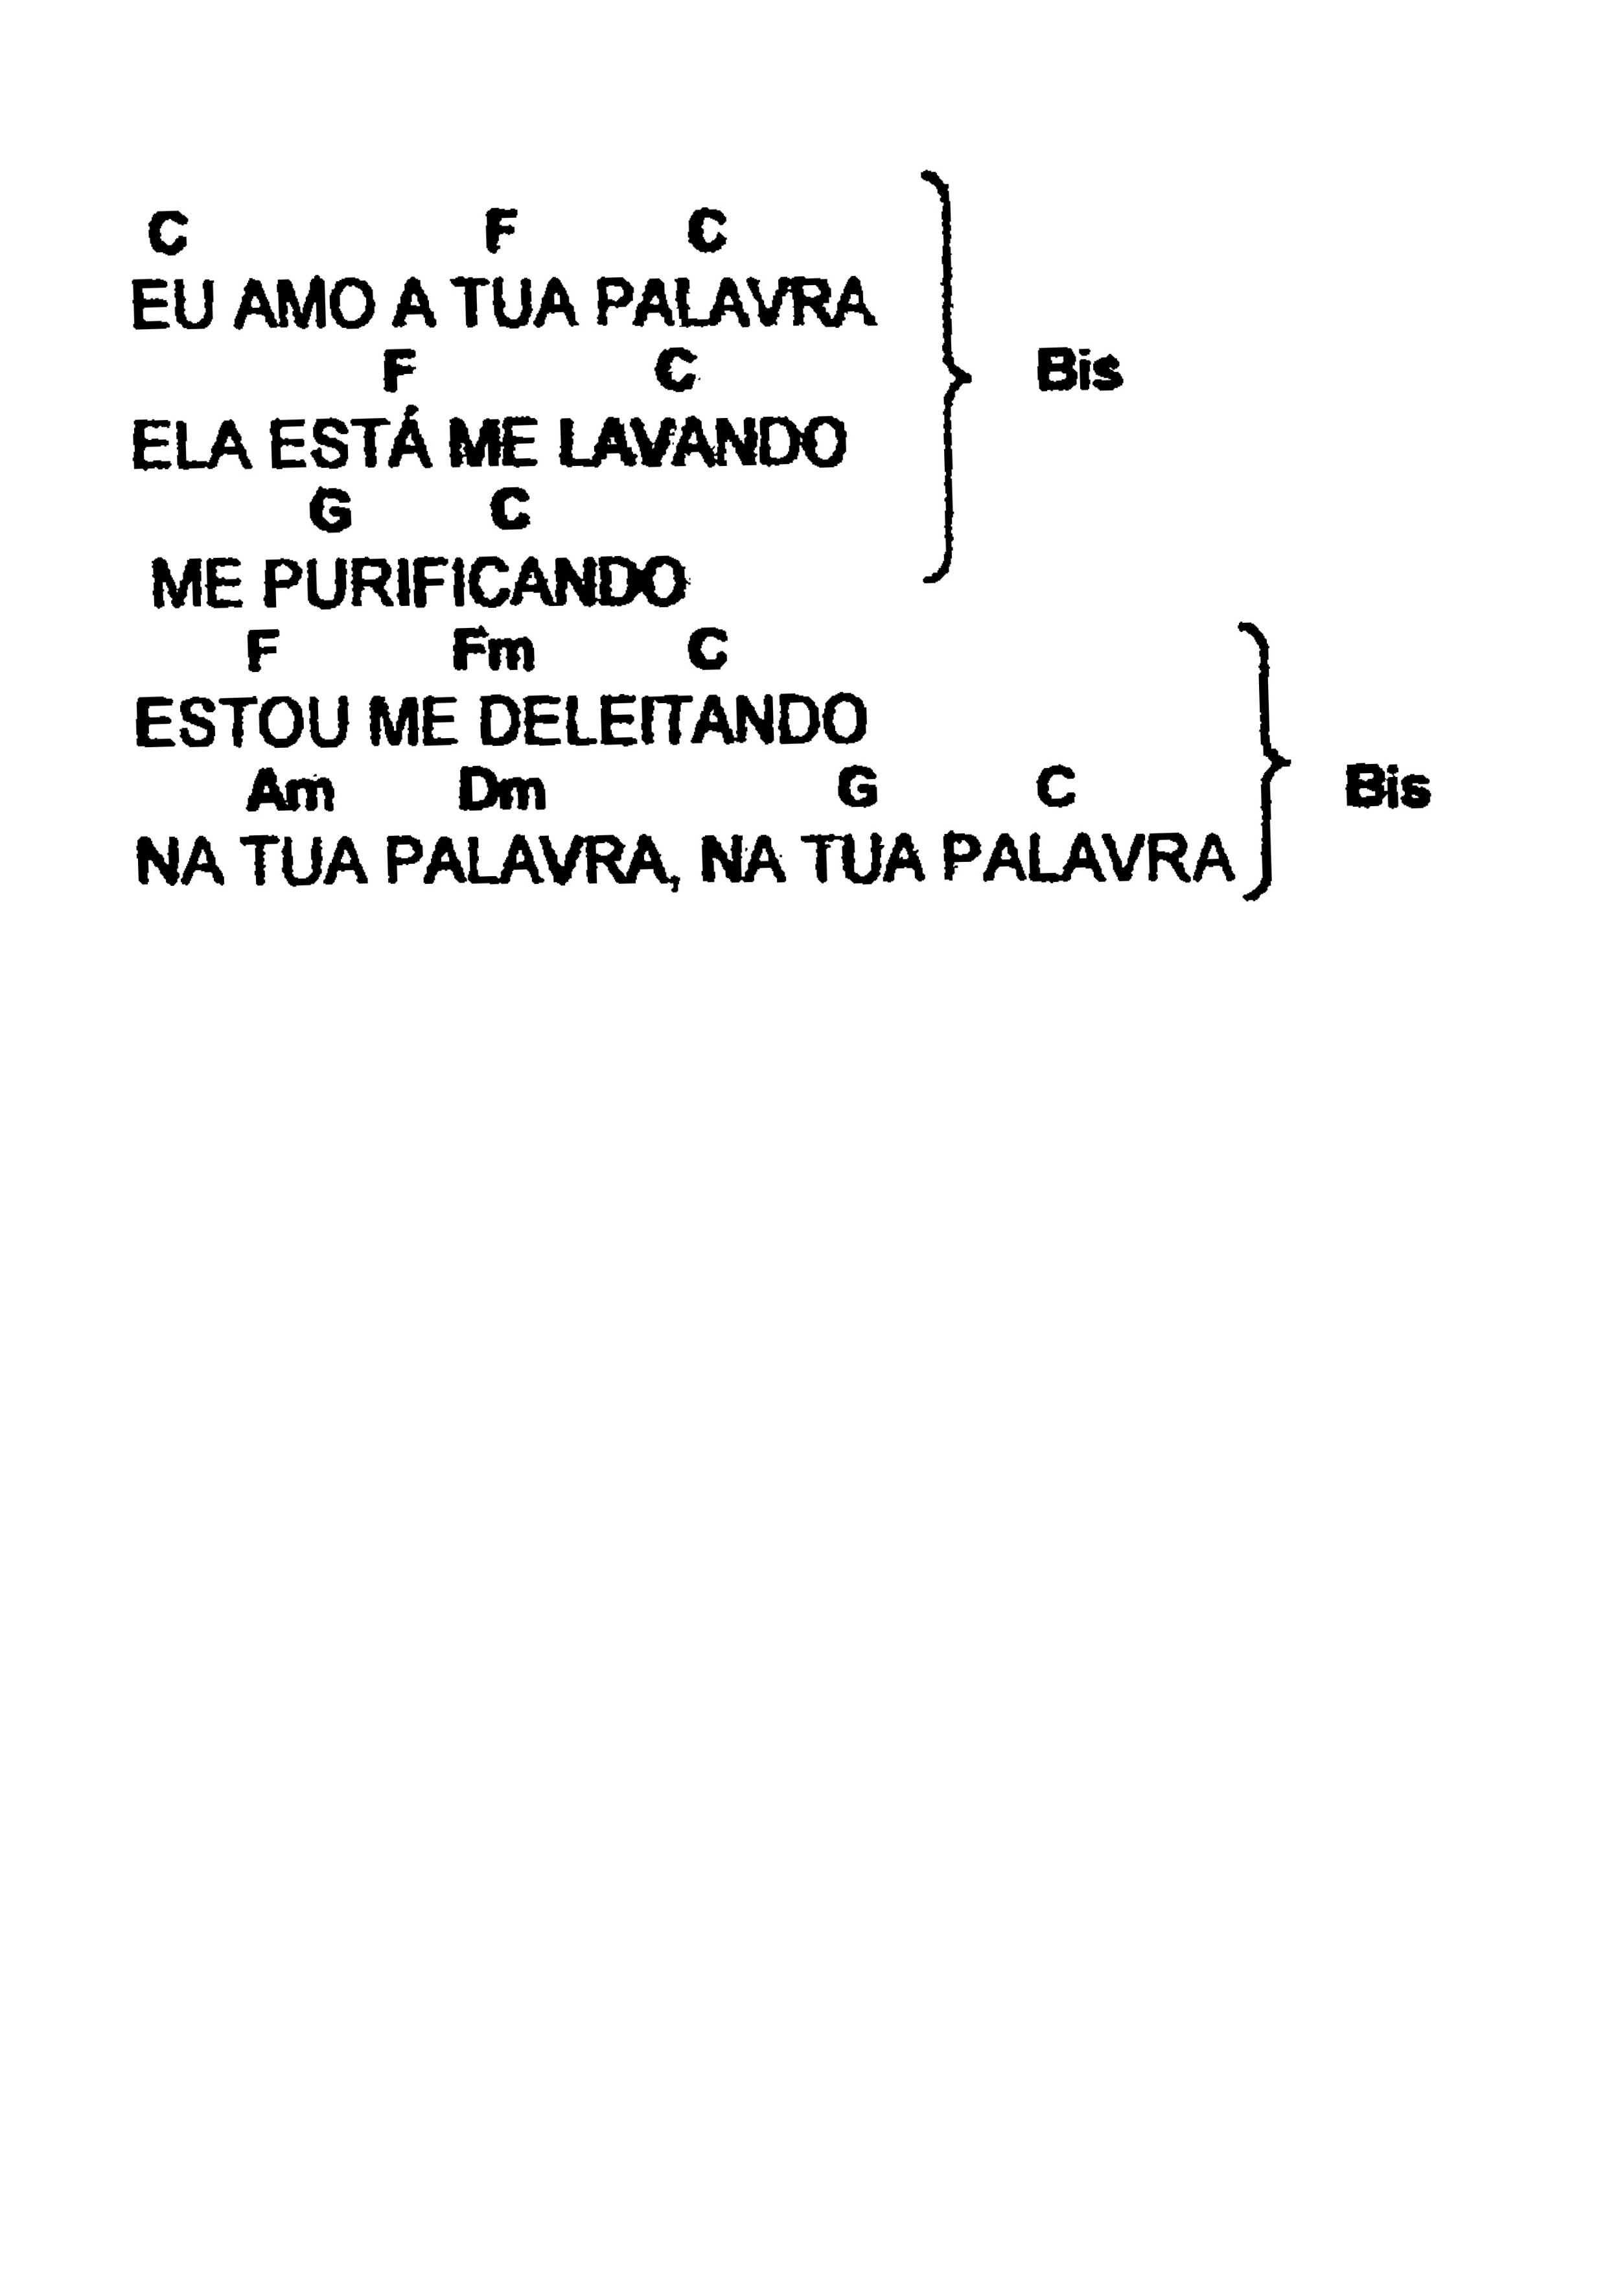 C F C
EU AMO A TUA PALAVRA
F C Bis
ELA ESTÁ ME LAVANDO
G C
ME PURIFICANDO
F Fm C
ESTOU ME DELEITANDO
Am Dm G C Bis
NA TUA PALAVRA, NA TUA PALAVRA